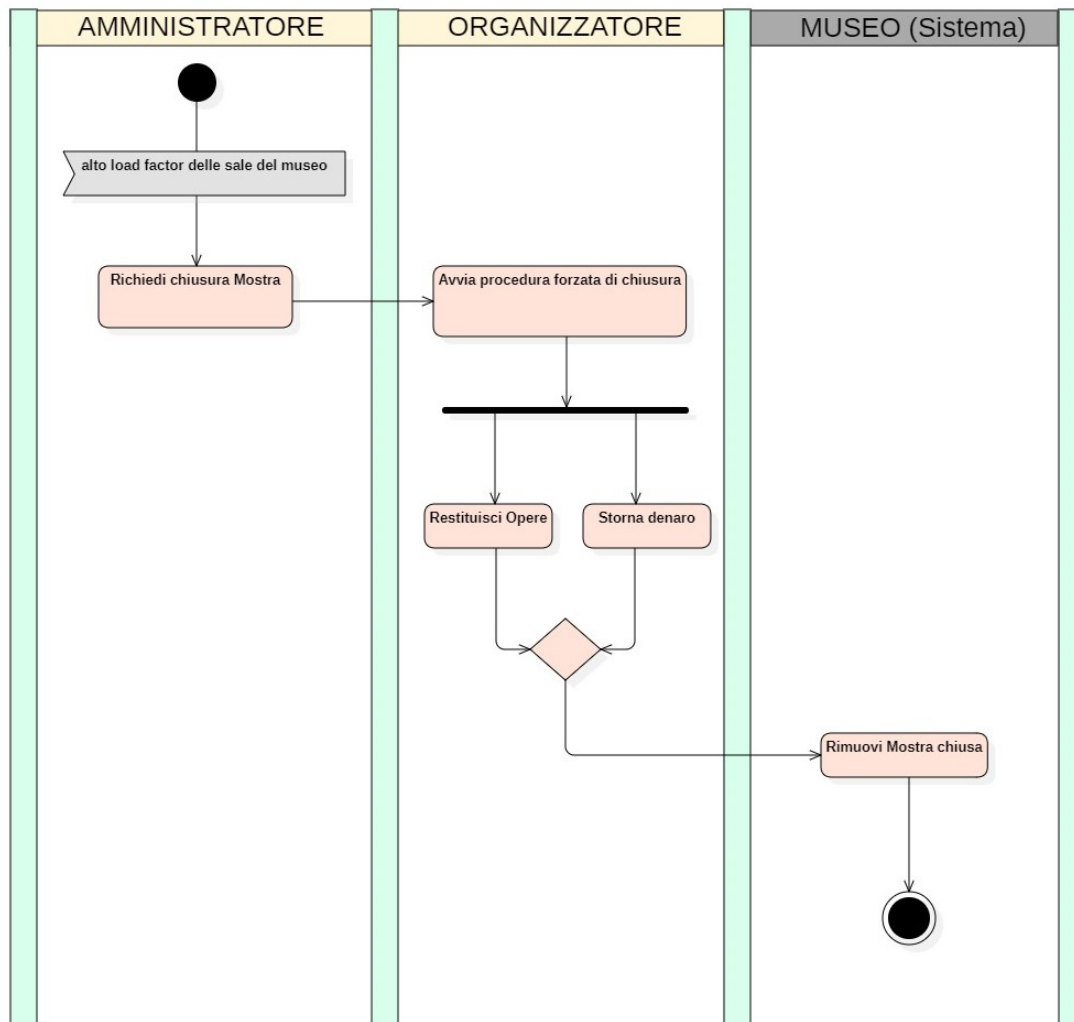 AMMINISTRATORE
ORGANIZZATORE
MUSEO (Sistema)
alto load factor delle sale del museo
Richiedi chiusura Mostra
Avvia procedura forzata di chiusura
Restituisci Opere
Storna denaro
Rimuovi Mostra chiusa